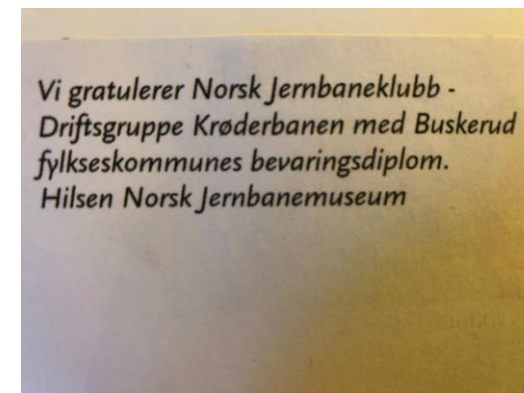 Vi gratulerer Norsk Jernbaneklubb -
Driftsgruppe Krøderbanen med Buskerud
fylkseskommunes bevaringsdiplom.
Hilsen Norsk Jernbanemuseum